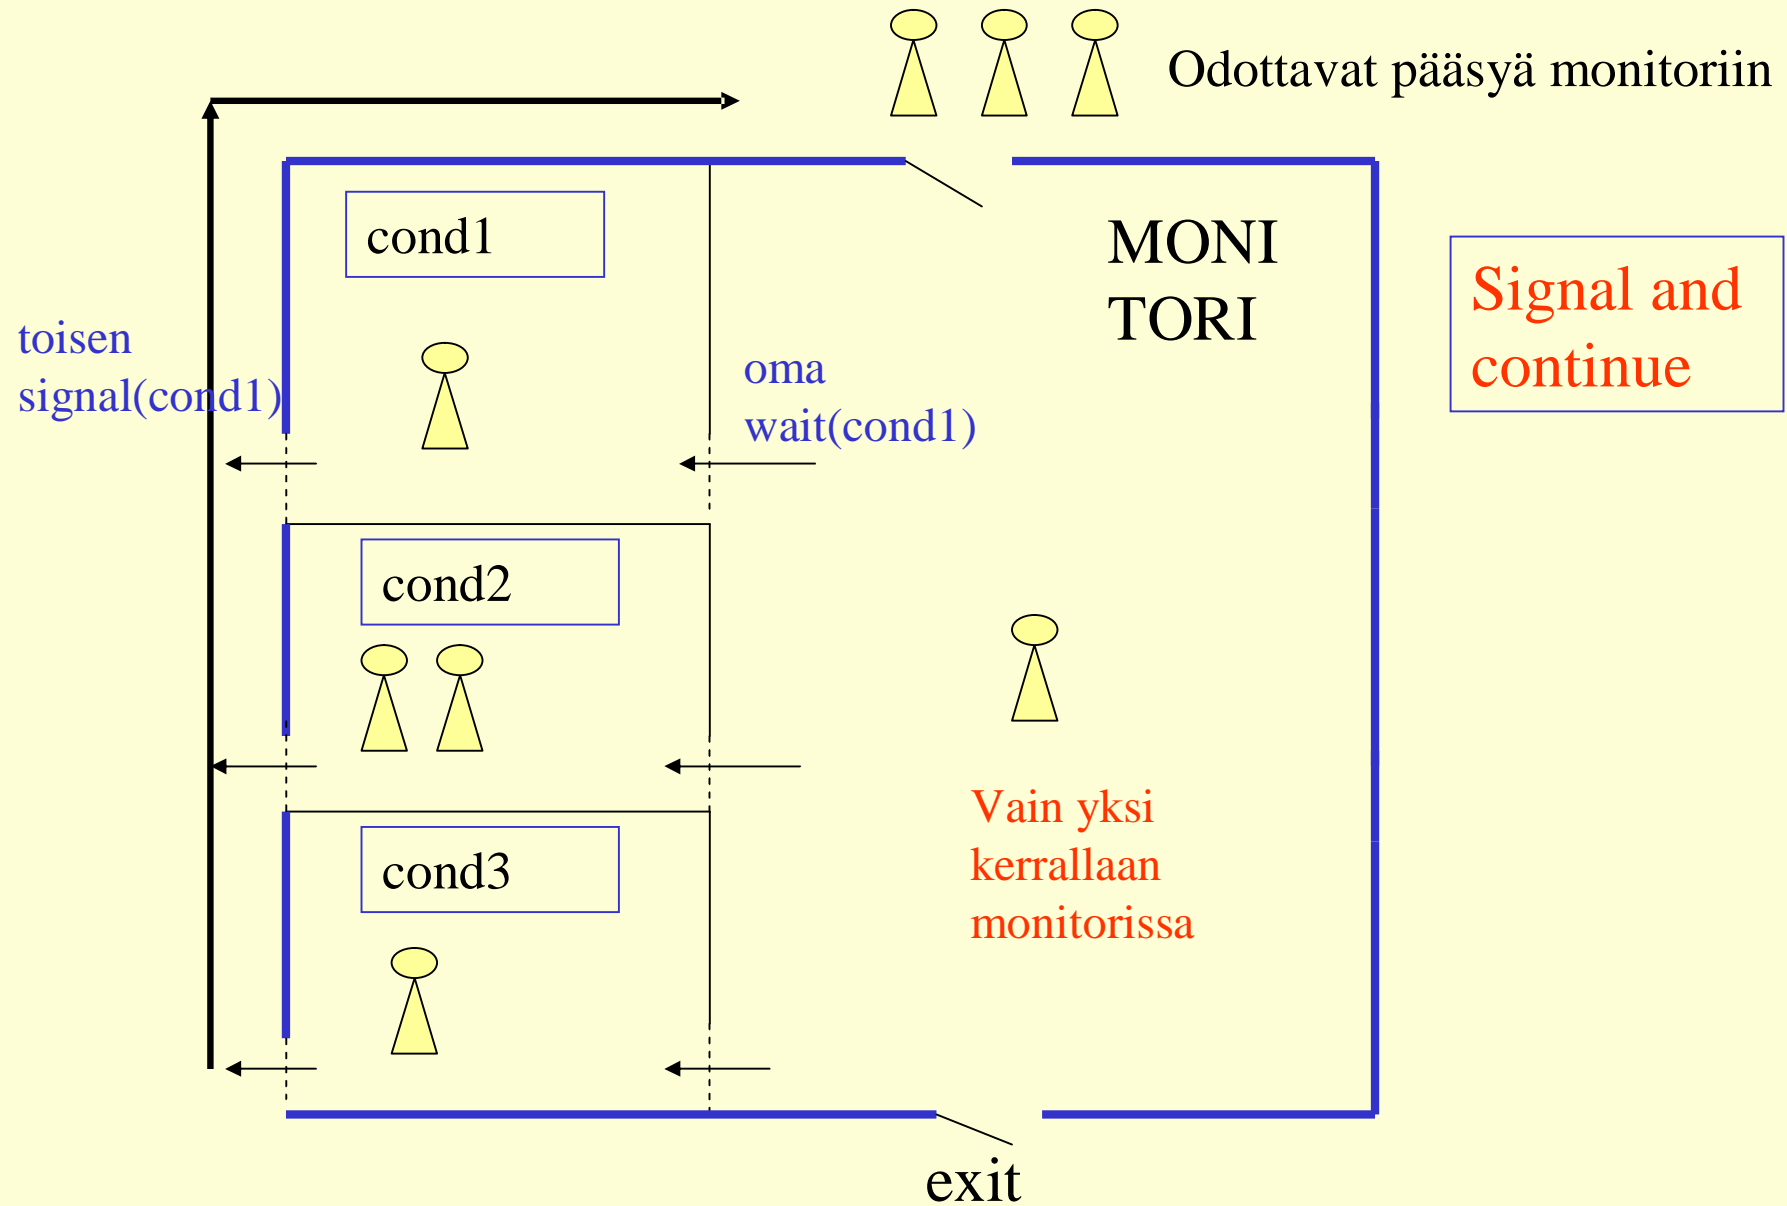 Odottavat pääsyä monitoriin
cond1
MONI
TORI
Signal and
continue
toisen
signal(cond1)
oma
wait(cond1)
cond2
Vain yksi
kerrallaan
monitorissa
cond3
exit